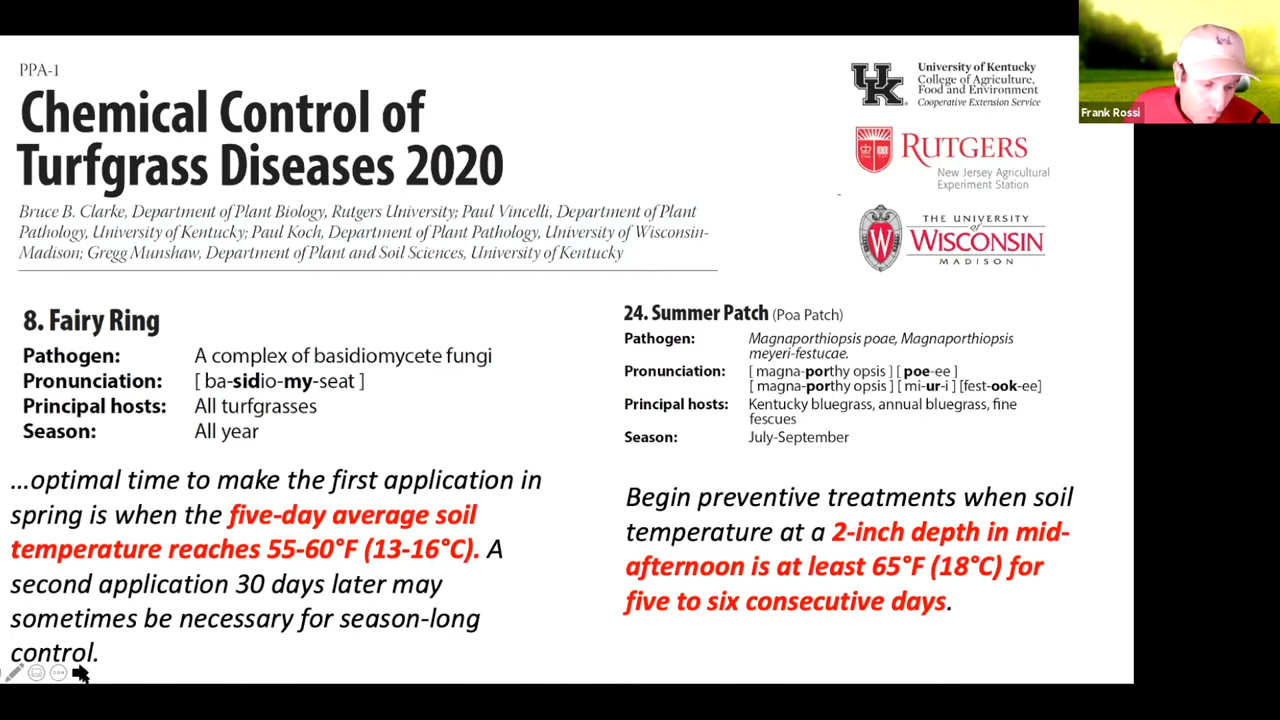 PPA-1
Chemical Control of
Turfgrass Diseases 2020
Bruce B. Clarke, Department of Plant Biology, Rutgers University; Paul Vincelli, Department of Plant
Pathology, University of Kentucky; Paul Koch, Department of Plant Pathology, University of Wisconsin-
Madison; Gregg Munshaw, Department of Plant and Soil Sciences, University of Kentucky
UK
University of Kentucky
College of Agriculture,
Food and Environment
Cooperative Extension Service
RUTGERS
New Jersey Agricultural
Experiment Station
W
THE UNIVERSITY
of
WISCONSIN
MADISON
Frank Rossi
8. Fairy Ring
Pathogen: A complex of basidiomycete fungi
Pronunciation: [ ba-sidio-my-seat ]
Principal hosts: All turfgrasses
Season: All year
...optimal time to make the first application in
spring is when the five-day average soil
temperature reaches 55-60°F (13-16°C). A
second application 30 days later may
sometimes be necessary for season-long
control.
24. Summer Patch (Poa Patch)
Pathogen: Magnaporthiopsis poae, Magnaporthiopsis
meyeri-festucae.
Pronunciation: [ magna-porthy opsis ] [ poe-ee ]
[ magna-porthy opsis ] [ mi-ur-i ] [fest-ook-ee]
Principal hosts: Kentucky bluegrass, annual bluegrass, fine
fescues
Season: July-September
Begin preventive treatments when soil
temperature at a 2-inch depth in mid-
afternoon is at least 65°F (18°C) for
five to six consecutive days.